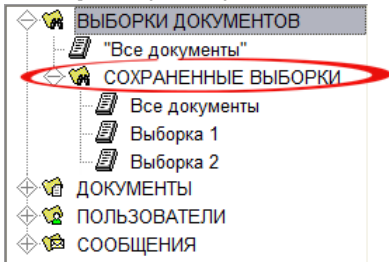 ВЫБОРКИ ДОКУМЕНТОВ
"Все документы"
СОХРАНЕННЫЕ ВЫБОРКИ
Все документы
Выборка 1
Выборка 2
ДОКУМЕНТЫ
ПОЛЬЗОВАТЕЛИ
СООБЩЕНИЯ